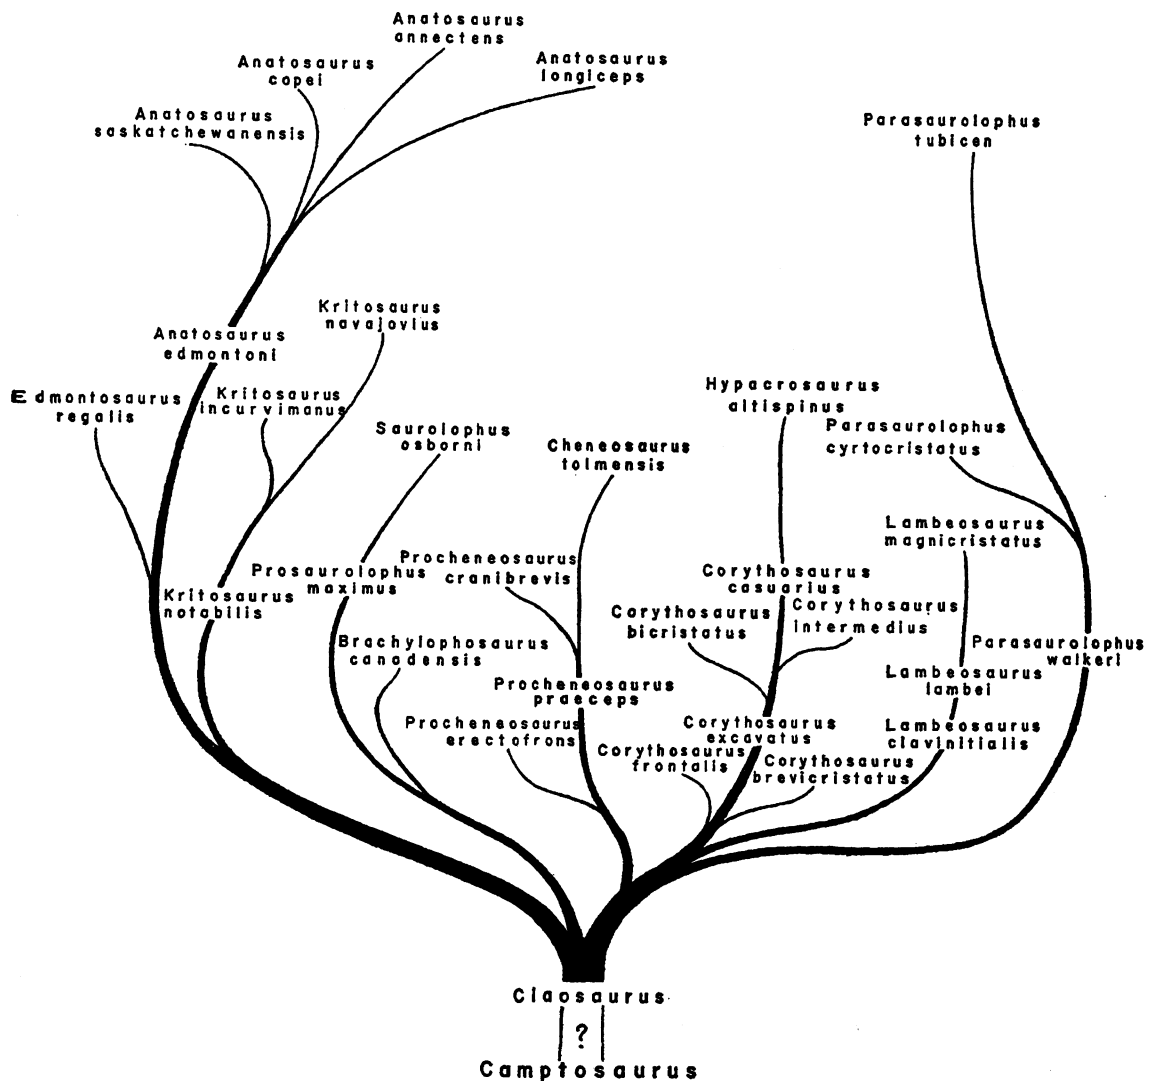 Anatosaurus
annectens
Anatosaurus
copei
Anatosaurus
longiceps
Anatosaurus
saskatchewanensis
Parasaurolophus
tubicen
Kritosaurus
navajovius
Anatosaurus
edmontoni
Edmontosaurus
regalis
Kritosaurus
incurvimanus
Hypacrosaurus
altispinus
Parasaurolophus
cyrtocristatus
Saurolophus
osborni
Cheneosaurus
tolmensis
Lambeosaurus
magnicristatus
Procheneosaurus
cranibrevis
Prosaurolophus
maximus
Corythosaurus
casuarius
Kritosaurus
notabilis
Corythosaurus
bicristatus
Corythosaurus
intermedius
Brachylophosaurus
canadensis
Parasaurolophus
walkeri
Lambeosaurus
lambei
Procheneosaurus
praeceps
Procheneosaurus
erectofrons
Corythosaurus
excavatus
Lambeosaurus
clavinitialis
Corythosaurus
frontalis
Corythosaurus
brevicristatus
Claosaurus
?
Camptosaurus